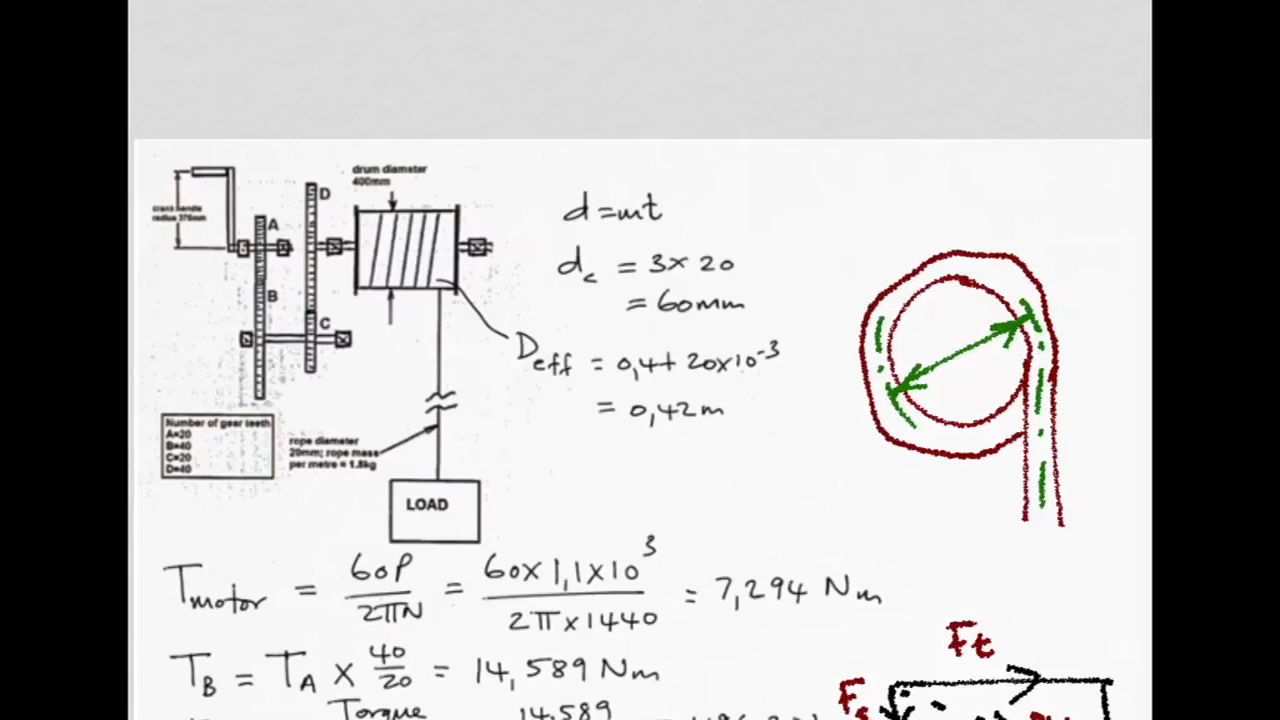 drum diameter
400mm
crank handle
radius 375mm
D
A
B
C
Number of gear teeth
A=20
B=40
C=20
D=40
rope diameter
20mm; rope mass
per metre = 1.8kg
LOAD
d = mt
d_c = 3 × 20
= 60mm
D_eff = 0,4 + 20×10^-3
= 0,42m
T_motor = 60P / 2πN = 60 × 1,1×10^3 / 2π × 1440 = 7,294 Nm
T_B = T_A × 40/20 = 14,589 Nm
Torque 14,589
Ft